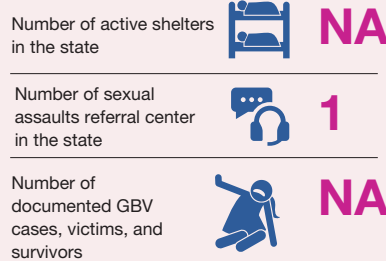 Number of active shelters
in the state
NA
Number of sexual
assaults referral center
in the state
1
Number of
documented GBV
cases, victims, and
survivors
NA